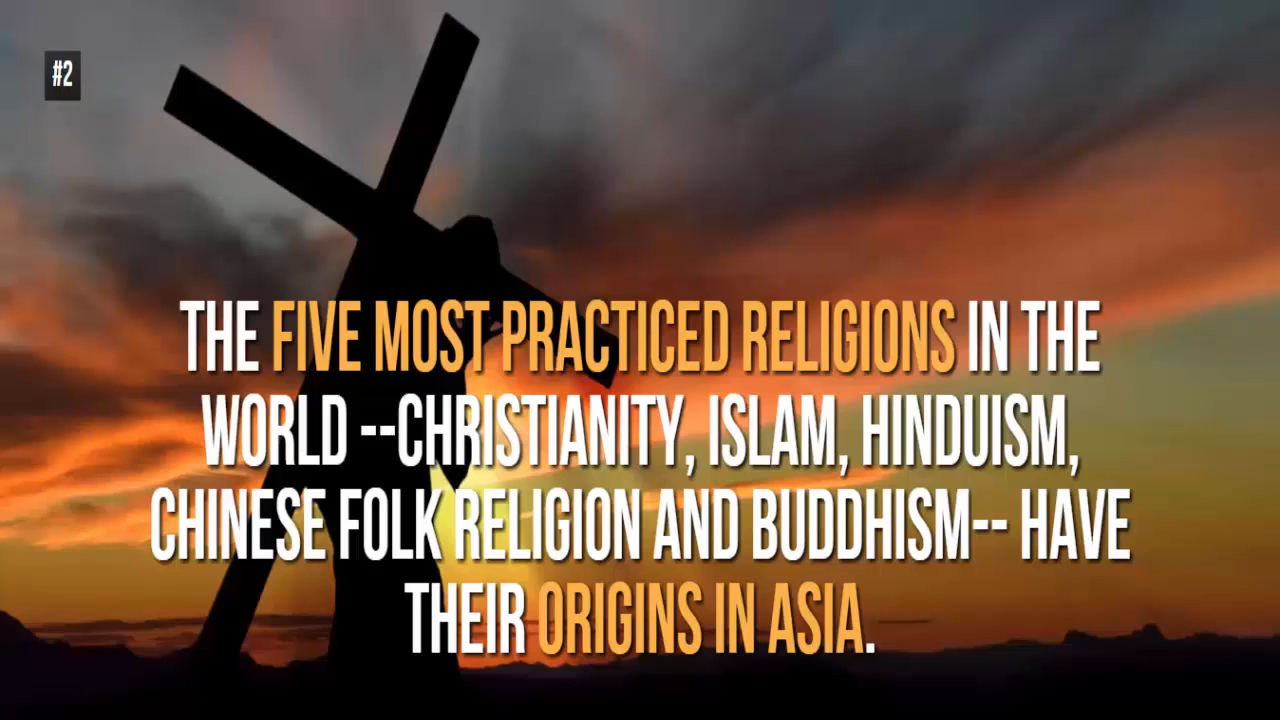 #2
THE FIVE MOST PRACTICED RELIGIONS IN THE
WORLD --CHRISTIANITY, ISLAM, HINDUISM,
CHINESE FOLK RELIGION AND BUDDHISM-- HAVE
THEIR ORIGINS IN ASIA.